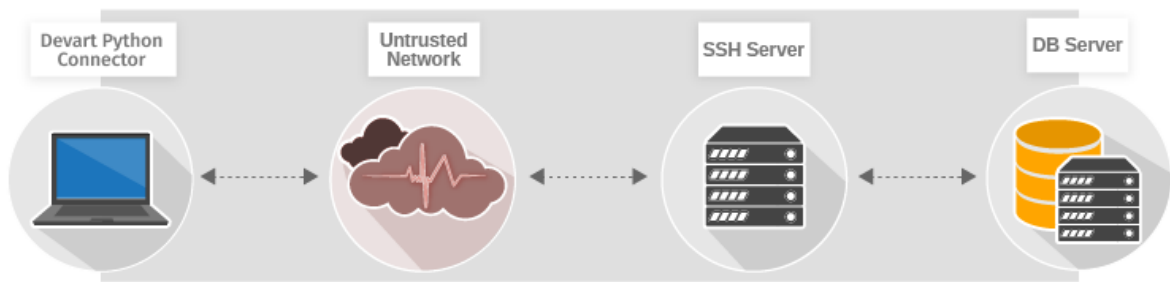 Devart Python
Connector
Untrusted
Network
SSH Server
DB Server